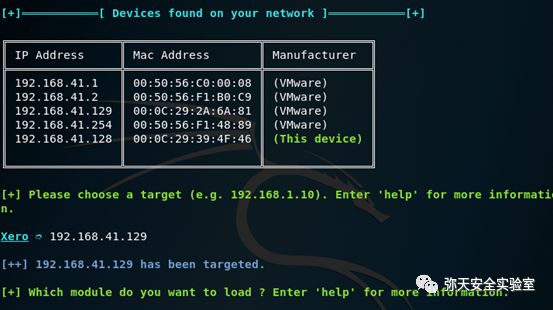 [+]═══════════[ Devices found on your network ]═══════════[+]
IP Address Mac Address Manufacturer
192.168.41.1 00:50:56:C0:00:08 (VMware)
192.168.41.2 00:50:56:F1:B0:C9 (VMware)
192.168.41.129 00:0C:29:2A:6A:81 (VMware)
192.168.41.254 00:50:56:F1:48:89 (VMware)
192.168.41.128 00:0C:29:39:4F:46 (This device)
[+] Please choose a target (e.g. 192.168.1.10). Enter 'help' for more informatio
n.
Xero ➮ 192.168.41.129
[++] 192.168.41.129 has been targeted.
[+] Which module do you want to load ? Enter 'help' for more information.
弥天安全实验室